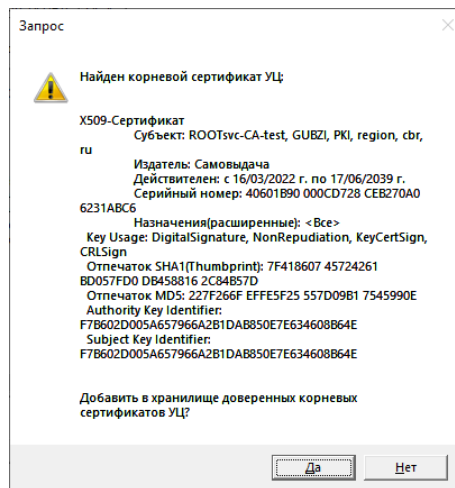 Запрос
Найден корневой сертификат УЦ:
X509-Сертификат
Субъект: ROOTsvc-CA-test, GUBZI, PKI, region, cbr,
ru
Издатель: Самовыдача
Действителен: с 16/03/2022 г. по 17/06/2039 г.
Серийный номер: 40601B90 000CD728 CEB270A0
6231ABC6
Назначения(расширенные): <Все>
Key Usage: DigitalSignature, NonRepudiation, KeyCertSign,
CRLSign
Отпечаток SHA1(Thumbprint): 7F418607 45724261
BD057FD0 DB458816 2C84B57D
Отпечаток MD5: 227F266F EFFE5F25 557D09B1 7545990E
Authority Key Identifier:
F7B602D005A657966A2B1DAB850E7E634608B64E
Subject Key Identifier:
F7B602D005A657966A2B1DAB850E7E634608B64E
Добавить в хранилище доверенных корневых
сертификатов УЦ?
Да
Нет